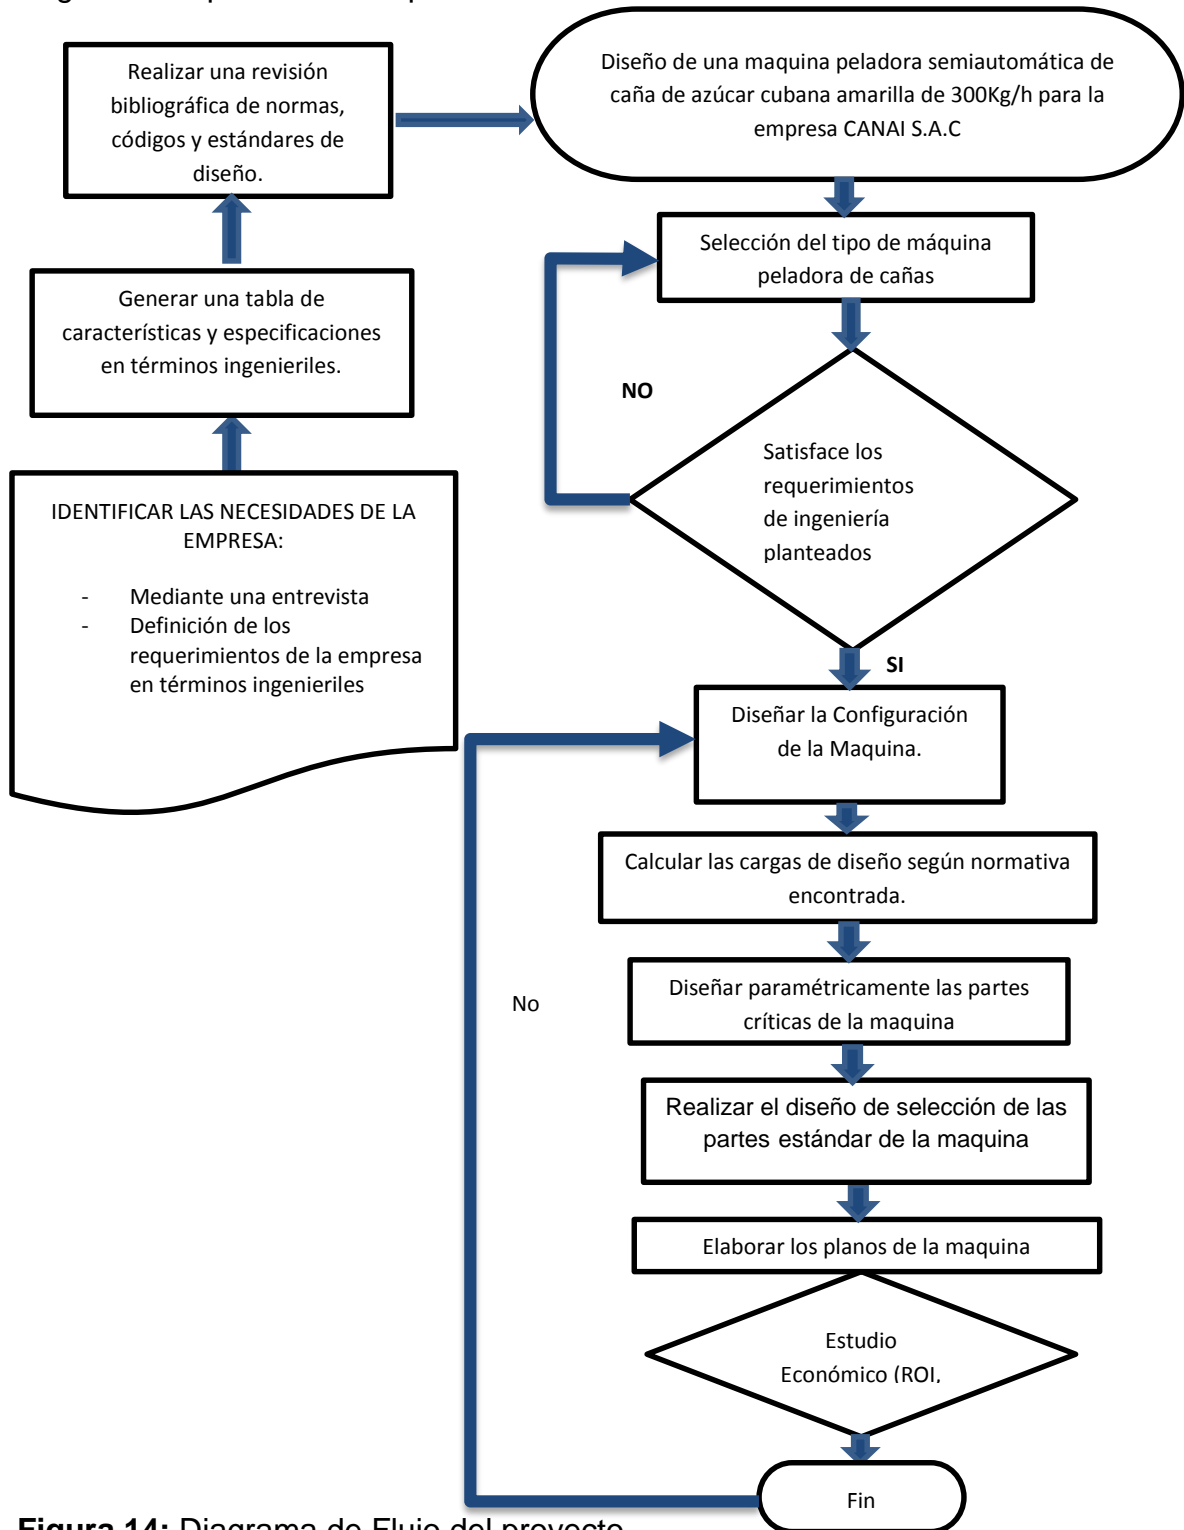 Realizar una revisión
bibliográfica de normas,
códigos y estándares de
diseño.
Diseño de una maquina peladora semiautomática de
caña de azúcar cubana amarilla de 300Kg/h para la
empresa CANAI S.A.C
Selección del tipo de máquina
peladora de cañas
Generar una tabla de
características y especificaciones
en términos ingenieriles.
NO
Satisface los
requerimientos
de ingeniería
planteados
IDENTIFICAR LAS NECESIDADES DE LA
EMPRESA:
- Mediante una entrevista
- Definición de los
requerimientos de la empresa
en términos ingenieriles
SI
Diseñar la Configuración
de la Maquina.
Calcular las cargas de diseño según normativa
encontrada.
No
Diseñar paramétricamente las partes
críticas de la maquina
Realizar el diseño de selección de las
partes estándar de la maquina
Elaborar los planos de la maquina
Estudio
Económico (ROI,
Fin
Figura 14: Diagrama de Flujo del proyecto